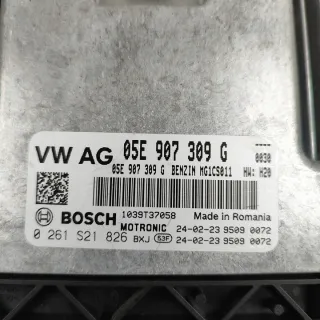 VW AG 05E 907 309 G 0030
05E 907 309 G BENZIN MG1CS011 HW: H20
BOSCH 1039T37058 Made in Romania
MOTRONIC 24-02-23 9509 0072
0 261 S21 826 BXJ 53F 24-02-23 9509 0072